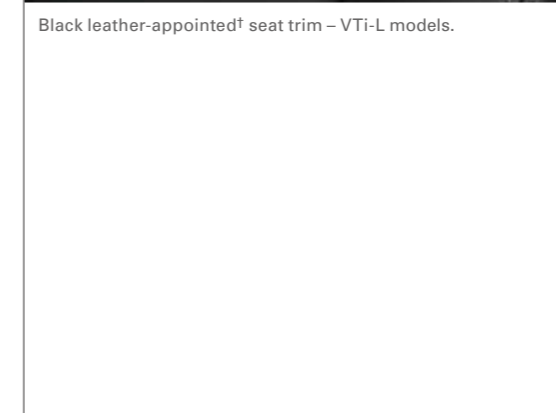 Black leather-appointed† seat trim – VTi-L models.